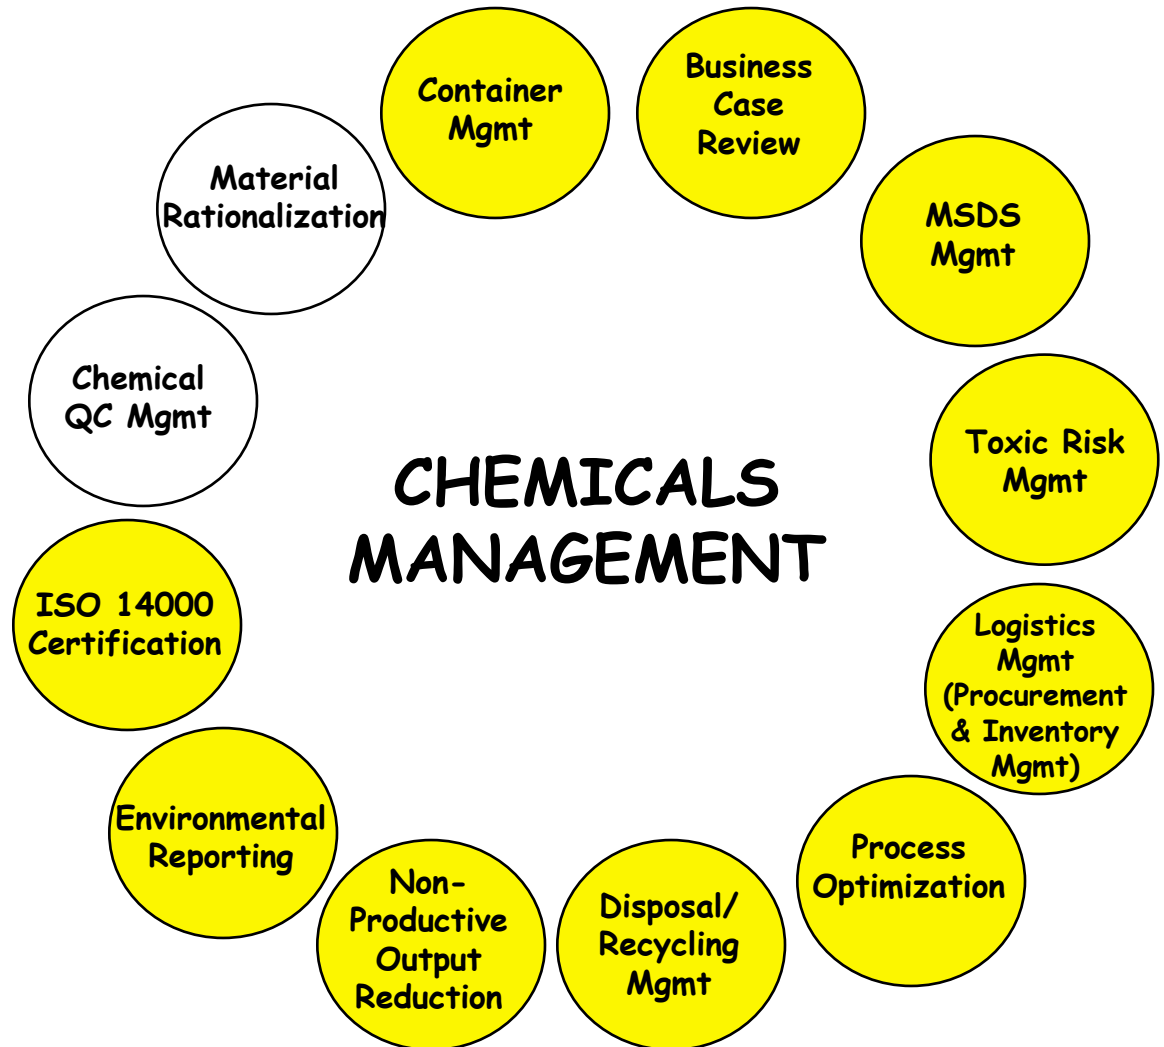 Container
Mgmt
Business
Case
Review
Material
Rationalization
MSDS
Mgmt
Chemical
QC Mgmt
Toxic Risk
Mgmt
CHEMICALS
MANAGEMENT
ISO 14000
Certification
Logistics
Mgmt
(Procurement
& Inventory
Mgmt)
Environmental
Reporting
Process
Optimization
Non-
Productive
Output
Reduction
Disposal/
Recycling
Mgmt